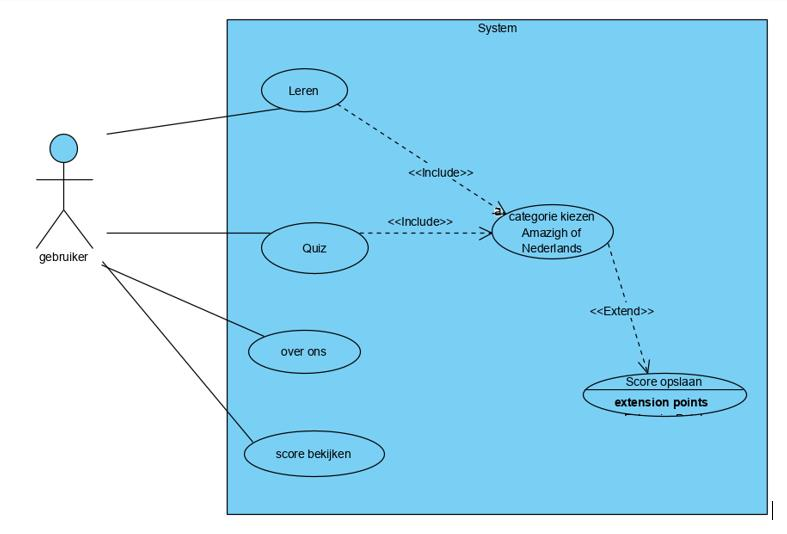 System
Leren
<<Include>>
a
categorie kiezen
Amazigh of
Nederlands
<<Include>>
Quiz
gebruiker
<<Extend>>
over ons
Score opslaan
extension points
score bekijken